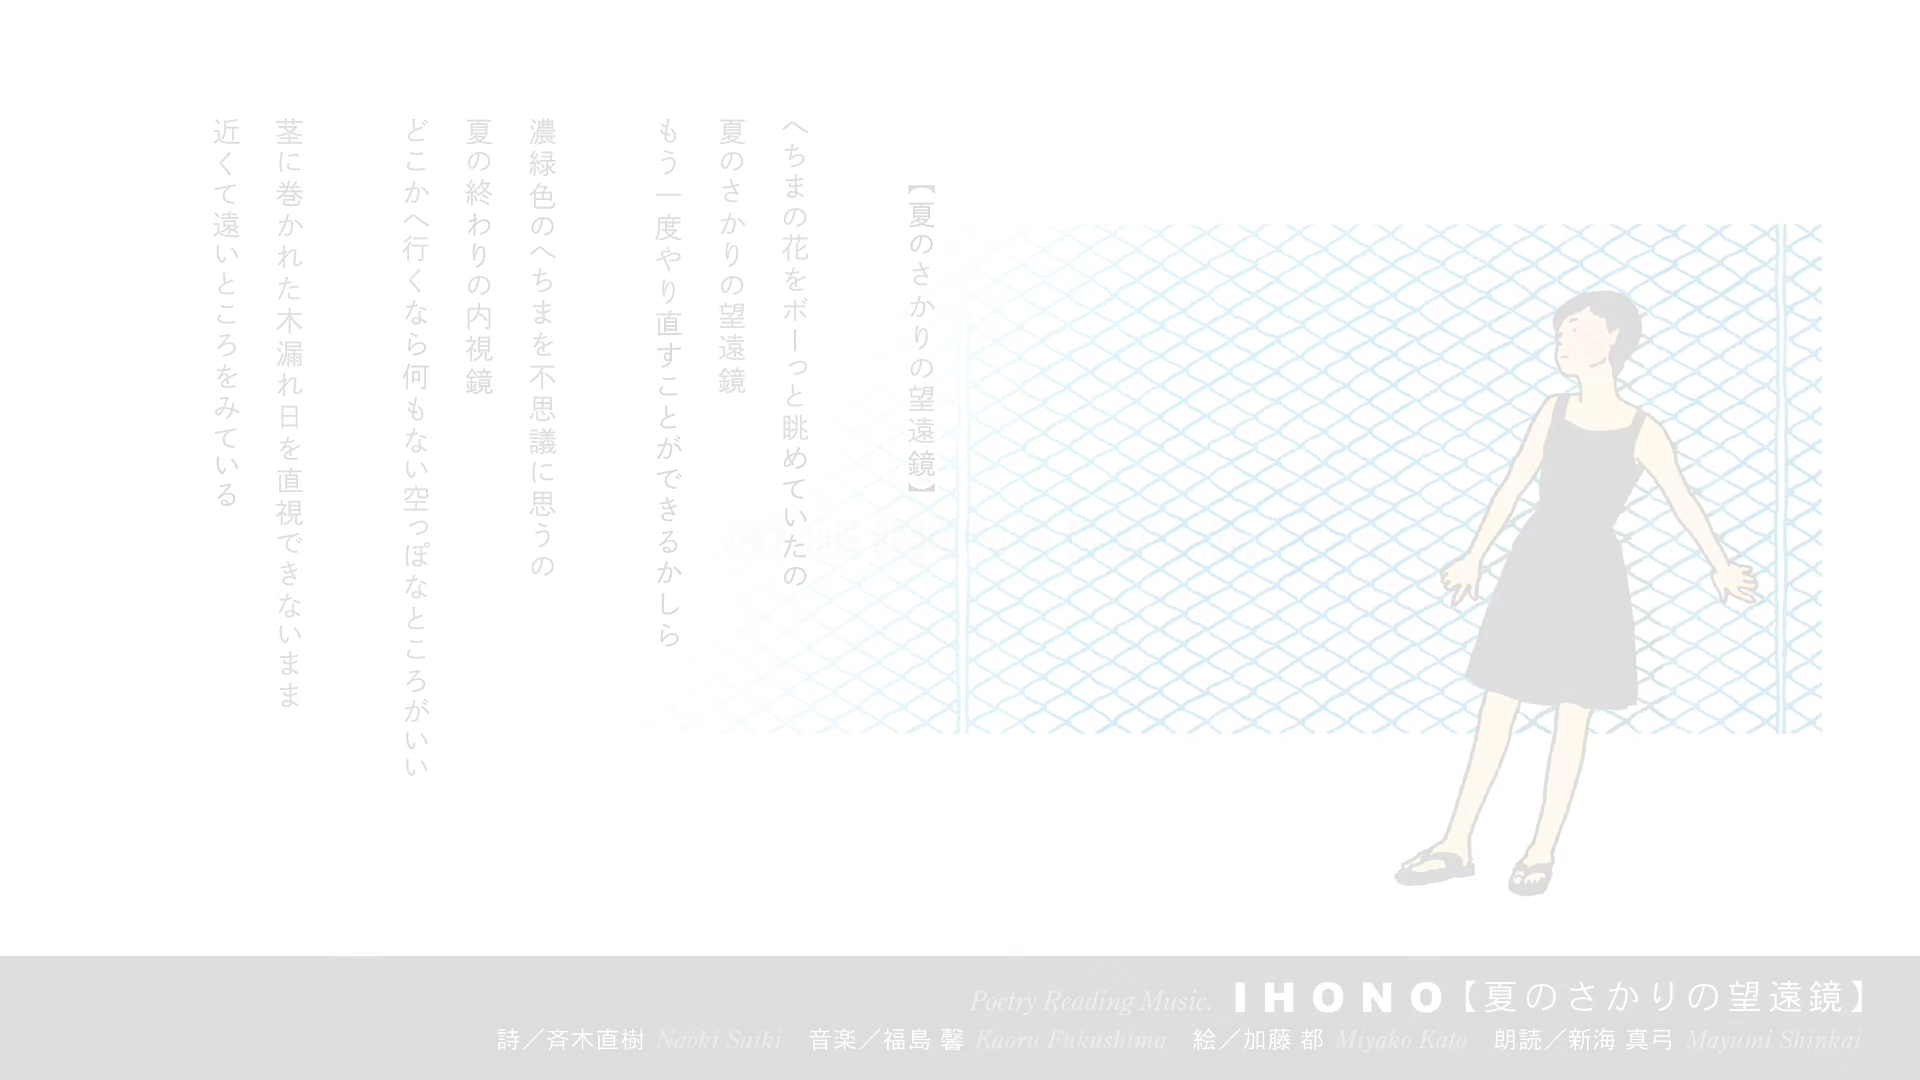 【夏のさかりの望遠鏡】
へちまの花をボーっと眺めていたの
夏のさかりの望遠鏡
もう一度やり直すことができるかしら
濃緑色のへちまを不思議に思うの
夏の終わりの内視鏡
どこかへ行くなら何もない空っぽなところがいい
茎に巻かれた木漏れ日を直視できないまま
近くて遠いところをみている
Poetry Reading Music. IHONO【夏のさかりの望遠鏡】
詩／斉木直樹 Naoki Saiki 音楽／福島 馨 Kaoru Fukushima 絵／加藤 都 Miyako Kato 朗読／新海 真弓 Mayumi Shinkai